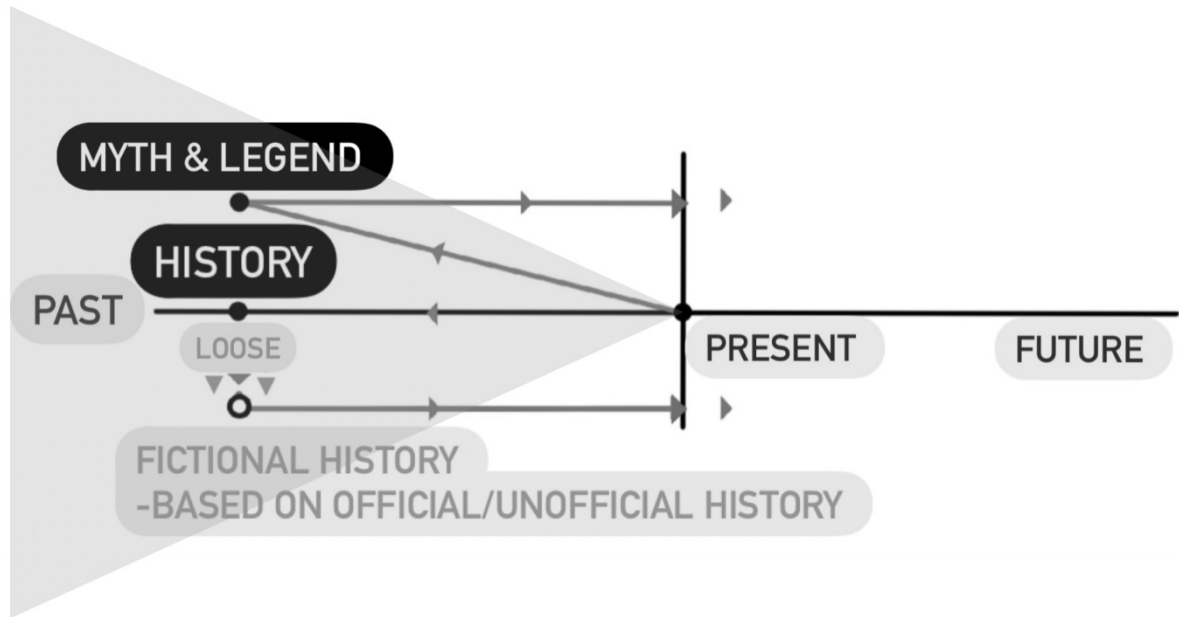 MYTH & LEGEND
HISTORY
PAST
LOOSE
PRESENT
FUTURE
FICTIONAL HISTORY
-BASED ON OFFICIAL/UNOFFICIAL HISTORY